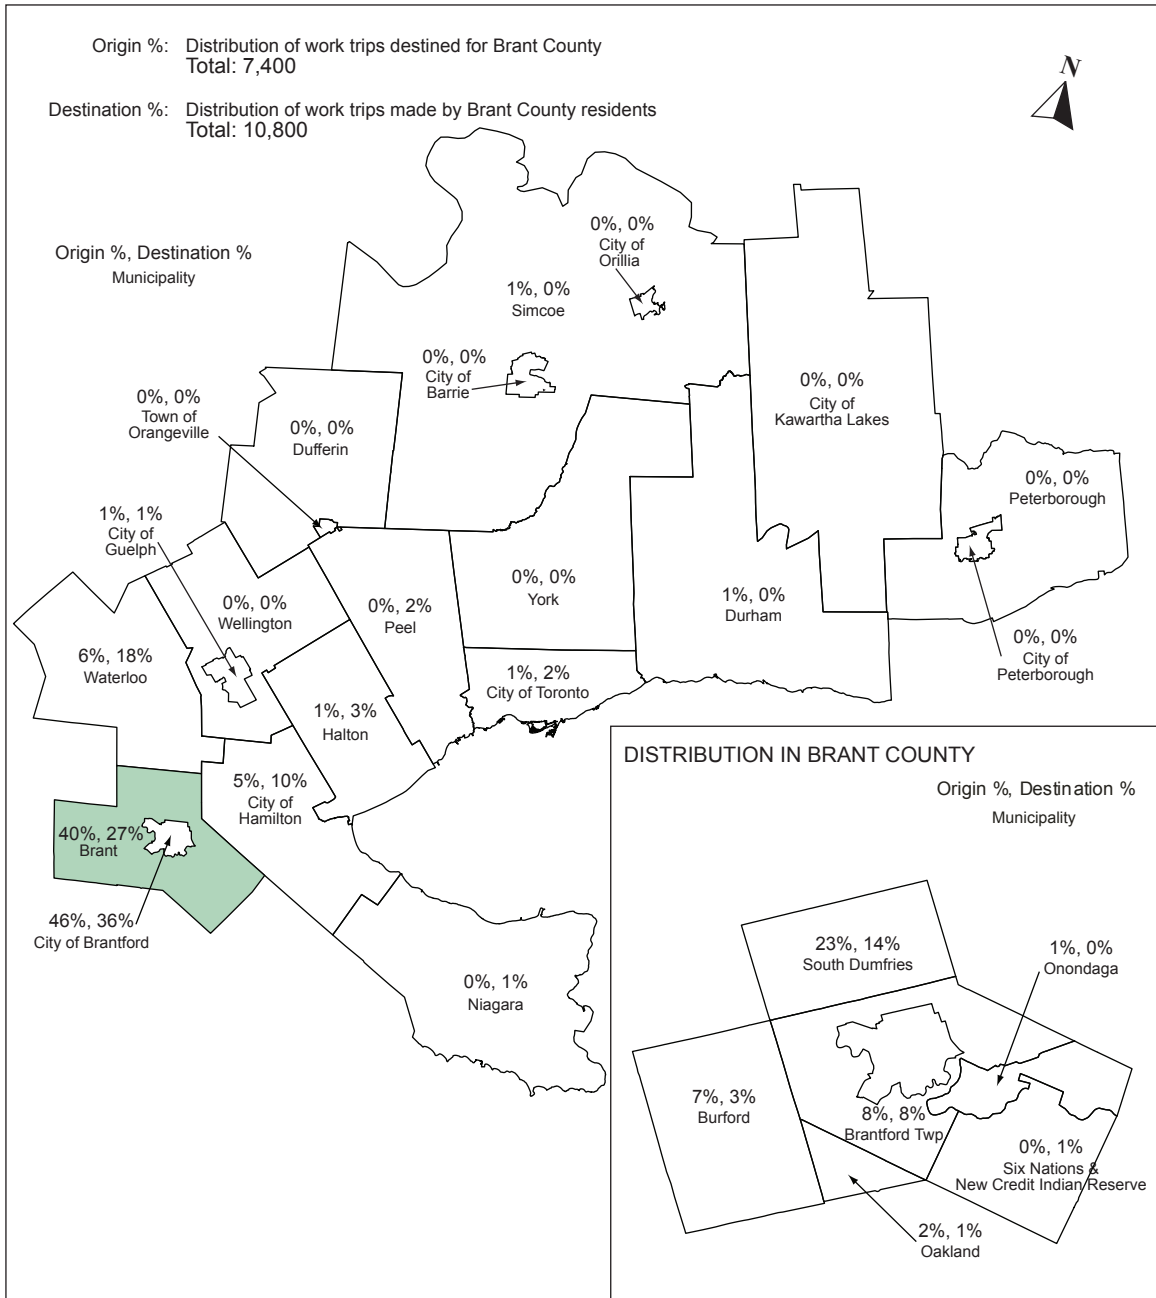 Origin %: Distribution of work trips destined for Brant County
Total: 7,400
Destination %: Distribution of work trips made by Brant County residents
Total: 10,800
N
Origin %, Destination %
Municipality
0%, 0%
City of
Orillia
1%, 0%
Simcoe
0%, 0%
City of
Barrie
0%, 0%
City of
Kawartha Lakes
0%, 0%
Town of
Orangeville
0%, 0%
Dufferin
0%, 0%
Peterborough
1%, 1%
City of
Guelph
0%, 0%
Wellington
0%, 2%
Peel
0%, 0%
York
1%, 0%
Durham
0%, 0%
City of
Peterborough
6%, 18%
Waterloo
1%, 2%
City of Toronto
1%, 3%
Halton
5%, 10%
City of
Hamilton
40%, 27%
Brant
46%, 36%
City of Brantford
0%, 1%
Niagara
DISTRIBUTION IN BRANT COUNTY
Origin %, Destination %
Municipality
23%, 14%
South Dumfries
1%, 0%
Onondaga
7%, 3%
Burford
8%, 8%
Brantford Twp
0%, 1%
Six Nations &
New Credit Indian Reserve
2%, 1%
Oakland